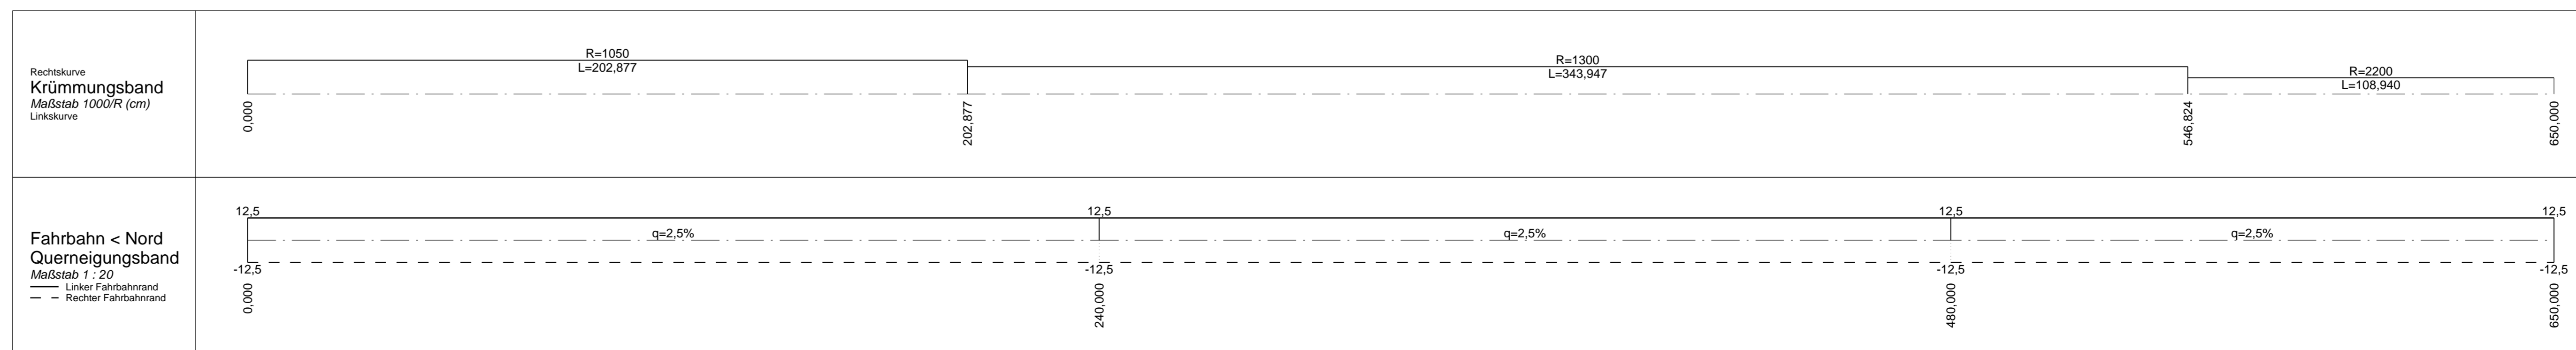 Rechtskurve
Krümmungsband
Maßstab 1000/R (cm)
Linkskurve
R=1050
L=202,877
R=1300
L=343,947
R=2200
L=108,940
0,000
202,877
546,824
650,000
Fahrbahn < Nord
Querneigungsband
Maßstab 1 : 20
Linker Fahrbahnrand
Rechter Fahrbahnrand
12,5
12,5
12,5
12,5
q=2,5%
q=2,5%
q=2,5%
-12,5
-12,5
-12,5
-12,5
0,000
240,000
480,000
650,000